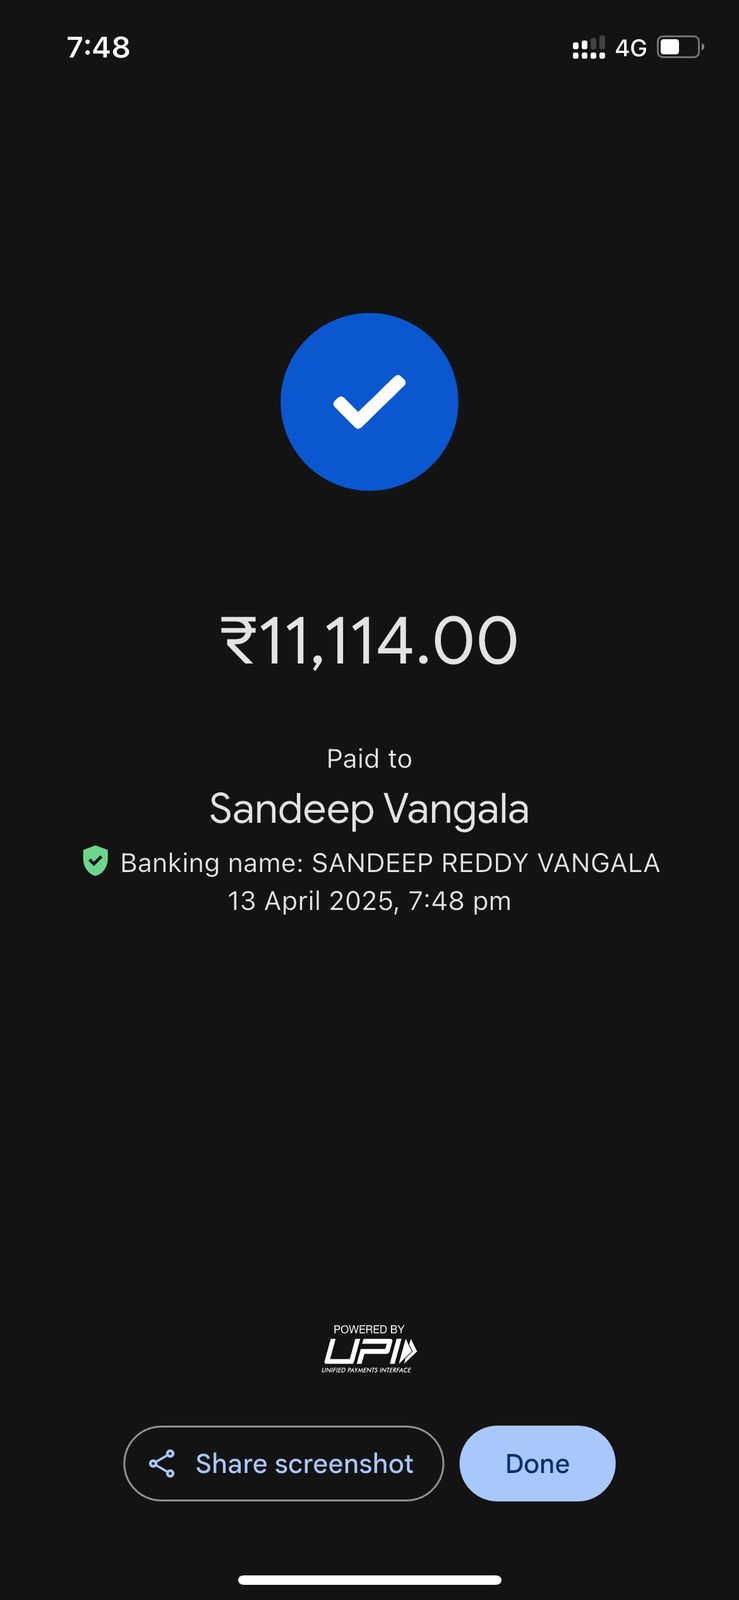 7:48 4G
₹11,114.00
Paid to
Sandeep Vangala
Banking name: SANDEEP REDDY VANGALA
13 April 2025, 7:48 pm
POWERED BY
UPI
UNIFIED PAYMENTS INTERFACE
Share screenshot
Done